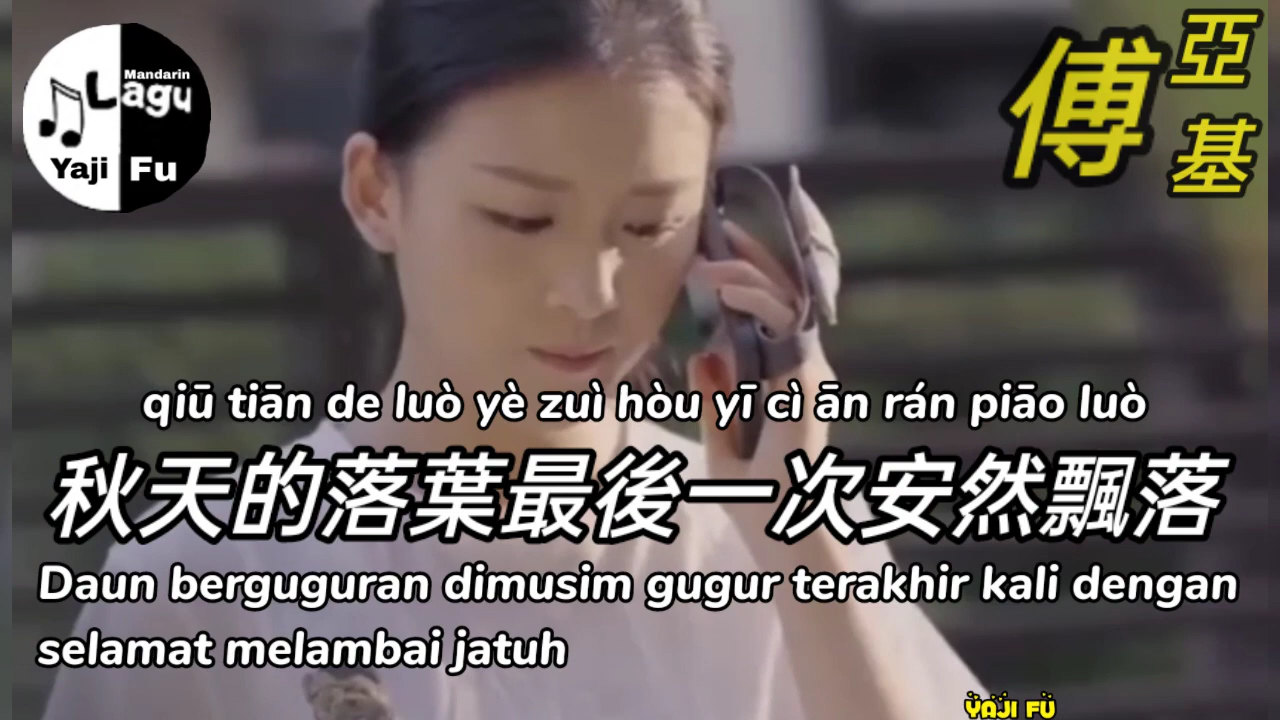 Mandarin
Lagu
Yaji Fu
傅亞基
qiū tiān de luò yè zuì hòu yī cì ān rán piāo luò
秋天的落葉最後一次安然飄落
Daun berguguran dimusim gugur terakhir kali dengan
selamat melambai jatuh
YAJI FU